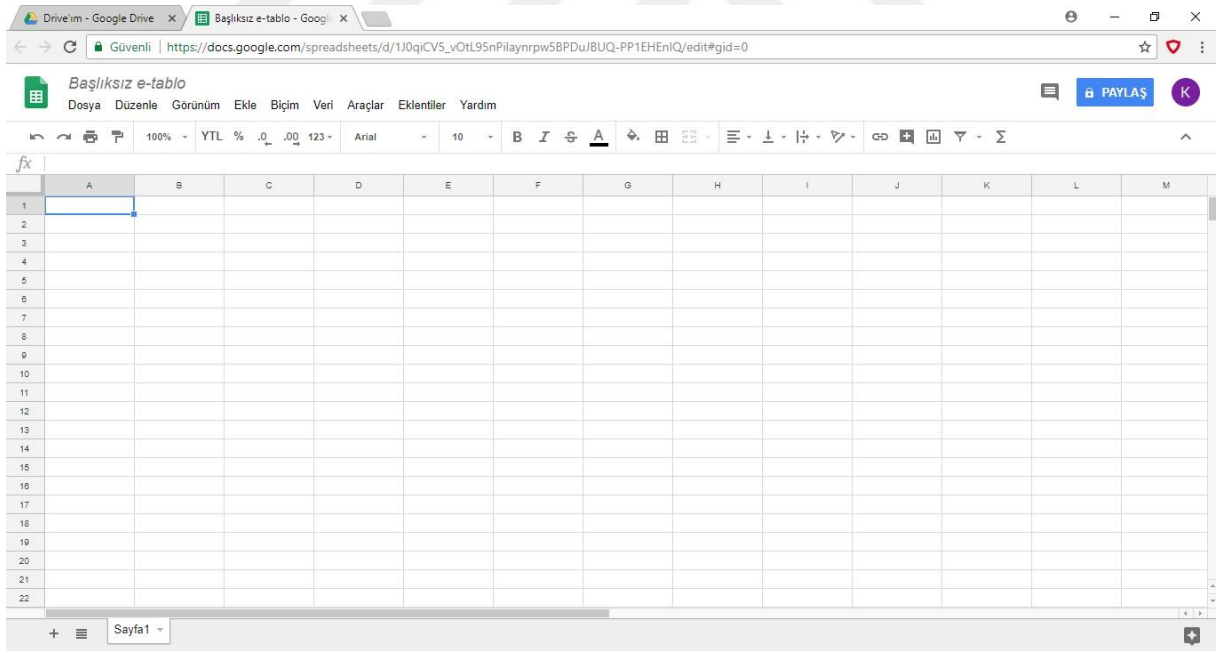 Drive'ım - Google Drive
Başlıksız e-tablo - Googl
Güvenli | https://docs.google.com/spreadsheets/d/1J0qiCV5_vOtL95nPilaynrpw5BPDuJBUQ-PP1EHEnIQ/edit#gid=0
Başlıksız e-tablo
Dosya Düzenle Görünüm Ekle Biçim Veri Araçlar Eklentiler Yardım
PAYLAŞ
K
100% YTL % .0 .00 123 Arial 10 B I S A Σ
fx
A B C D E F G H I J K L M
1
2
3
4
5
6
7
8
9
10
11
12
13
14
15
16
17
18
19
20
21
22
Sayfa1